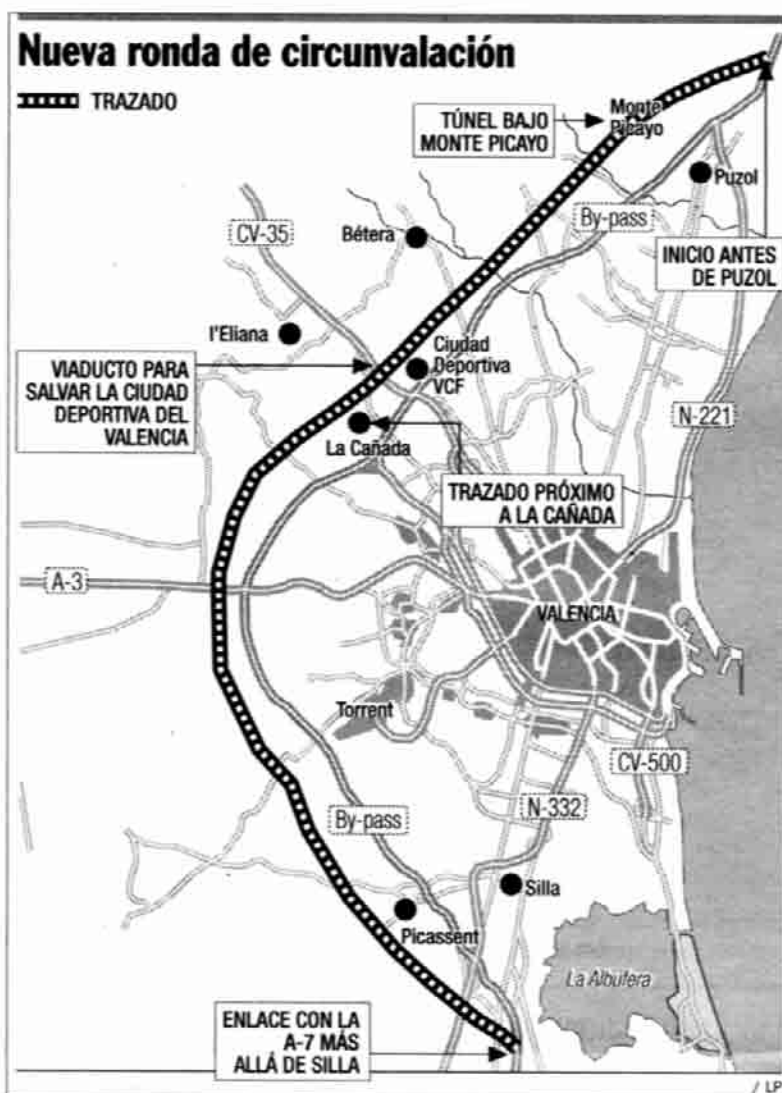 Nueva ronda de circunvalación
TRAZADO
TÚNEL BAJO
MONTE PICAYO
Monte
Picayo
Puzol
By-pass
CV-35
Bétera
INICIO ANTES
DE PUZOL
l'Eliana
Ciudad
Deportiva
VCF
VIADUCTO PARA
SALVAR LA CIUDAD
DEPORTIVA DEL
VALENCIA
N-221
La Cañada
TRAZADO PRÓXIMO
A LA CAÑADA
A-3
VALENCIA
Torrent
CV-500
By-pass
N-332
Silla
Picassent
La Albufera
ENLACE CON LA
A-7 MÁS
ALLÁ DE SILLA
/ LP